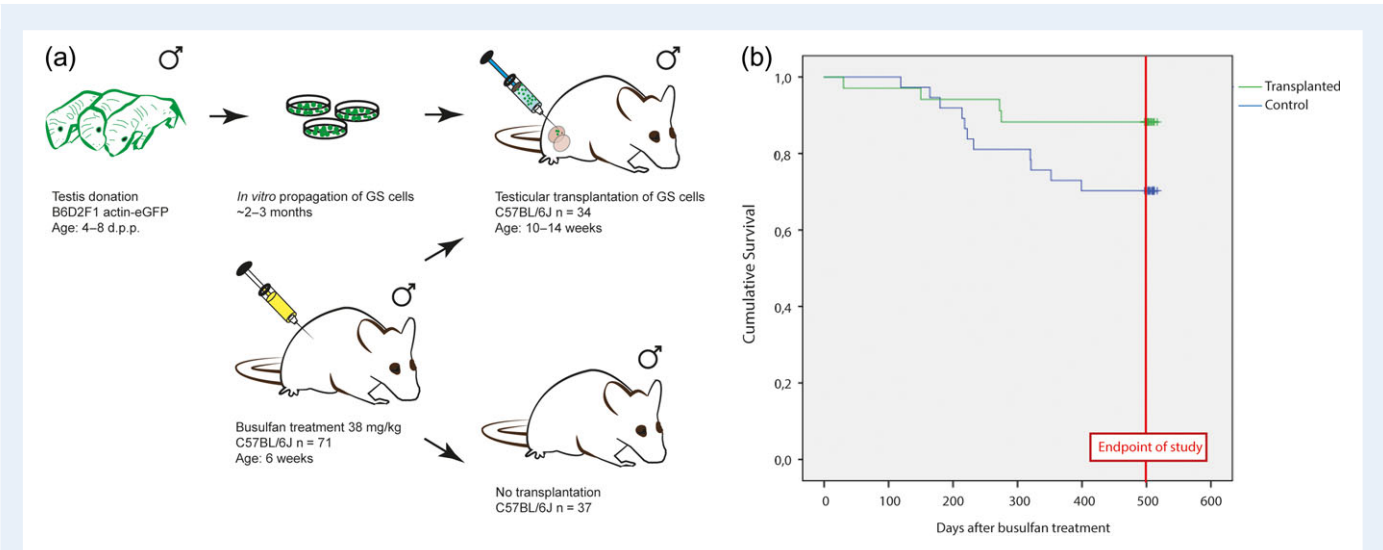 (a)
Testis donation
B6D2F1 actin-eGFP
Age: 4–8 d.p.p.
In vitro propagation of GS cells
~2–3 months
Testicular transplantation of GS cells
C57BL/6J n = 34
Age: 10–14 weeks
Busulfan treatment 38 mg/kg
C57BL/6J n = 71
Age: 6 weeks
No transplantation
C57BL/6J n = 37
(b)
Cumulative Survival
1,0
0,8
0,6
0,4
0,2
0,0
0 100 200 300 400 500 600
Days after busulfan treatment
Endpoint of study
Transplanted
Control